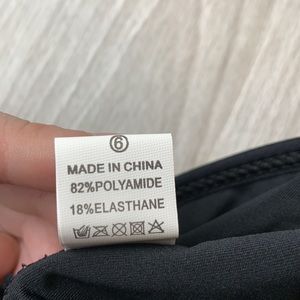 6
MADE IN CHINA
82%POLYAMIDE
18%ELASTHANE